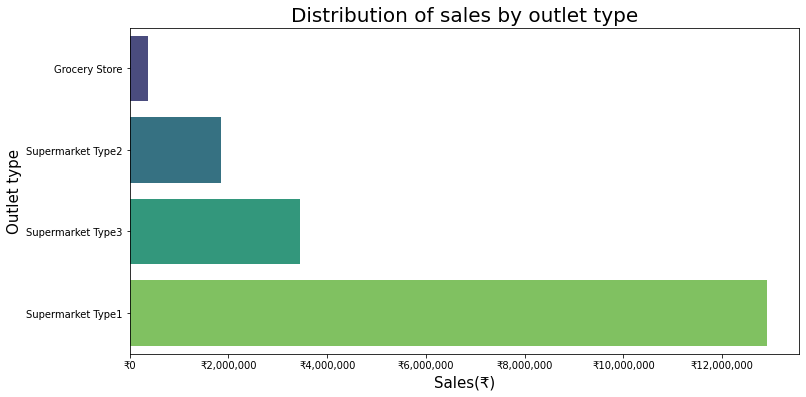 Distribution of sales by outlet type
Outlet type
Grocery Store
Supermarket Type2
Supermarket Type3
Supermarket Type1
₹0 ₹2,000,000 ₹4,000,000 ₹6,000,000 ₹8,000,000 ₹10,000,000 ₹12,000,000
Sales(₹)